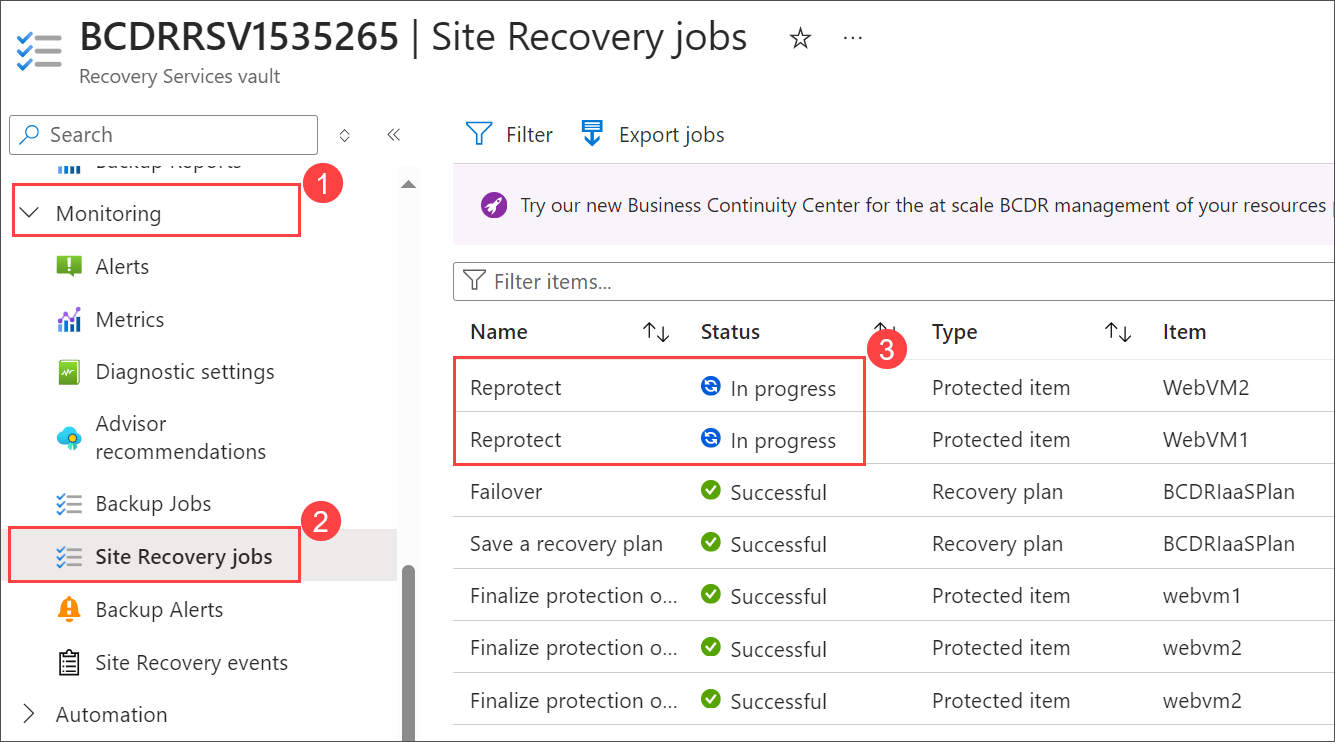 BCDRRSV1535265 | Site Recovery jobs
Recovery Services vault
Search
Backup Reports
Monitoring
1
Alerts
Metrics
Diagnostic settings
Advisor
recommendations
Backup Jobs
Site Recovery jobs
2
Backup Alerts
Site Recovery events
Automation
Filter
Export jobs
Try our new Business Continuity Center for the at scale BCDR management of your resources
Filter items...
Name Status Type Item
3
Reprotect In progress Protected item WebVM2
Reprotect In progress Protected item WebVM1
Failover Successful Recovery plan BCDRIaaSPlan
Save a recovery plan Successful Recovery plan BCDRIaaSPlan
Finalize protection o... Successful Protected item webvm1
Finalize protection o... Successful Protected item webvm2
Finalize protection o... Successful Protected item webvm2